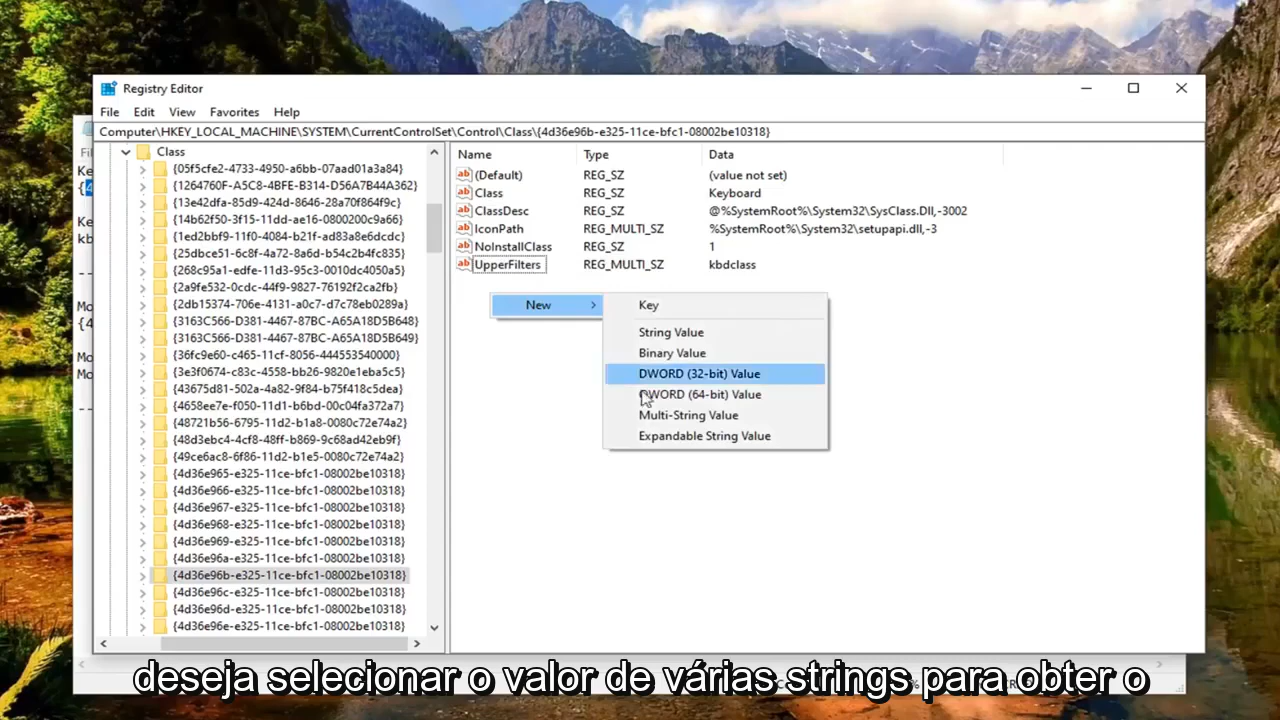 Registry Editor
File Edit View Favorites Help
Computer\HKEY_LOCAL_MACHINE\SYSTEM\CurrentControlSet\Control\Class\{4d36e96b-e325-11ce-bfc1-08002be10318}
Class
{05f5cfe2-4733-4950-a6bb-07aad01a3a84}
{1264760F-A5C8-4BFE-B314-D56A7B44A362}
{13e42dfa-85d9-424d-8646-28a70f864f9c}
{14b62f50-3f15-11dd-ae16-0800200c9a66}
{1ed2bbf9-11f0-4084-b21f-ad83a8e6dcdc}
{25dbce51-6c8f-4a72-8a6d-b54c2b4fc835}
{268c95a1-edfe-11d3-95c3-0010dc4050a5}
{2a9fe532-0cdc-44f9-9827-76192f2ca2fb}
{2db15374-706e-4131-a0c7-d7c78eb0289a}
{3163C566-D381-4467-87BC-A65A18D5B648}
{3163C566-D381-4467-87BC-A65A18D5B649}
{36fc9e60-c465-11cf-8056-444553540000}
{3e3f0674-c83c-4558-bb26-9820e1eba5c5}
{43675d81-502a-4a82-9f84-b75f418c5dea}
{4658ee7e-f050-11d1-b6bd-00c04fa372a7}
{48721b56-6795-11d2-b1a8-0080c72e74a2}
{48d3ebc4-4cf8-48ff-b869-9c68ad42eb9f}
{49ce6ac8-6f86-11d2-b1e5-0080c72e74a2}
{4d36e965-e325-11ce-bfc1-08002be10318}
{4d36e966-e325-11ce-bfc1-08002be10318}
{4d36e967-e325-11ce-bfc1-08002be10318}
{4d36e968-e325-11ce-bfc1-08002be10318}
{4d36e969-e325-11ce-bfc1-08002be10318}
{4d36e96a-e325-11ce-bfc1-08002be10318}
{4d36e96b-e325-11ce-bfc1-08002be10318}
{4d36e96c-e325-11ce-bfc1-08002be10318}
{4d36e96d-e325-11ce-bfc1-08002be10318}
{4d36e96e-e325-11ce-bfc1-08002be10318}
Name Type Data
(Default) REG_SZ (value not set)
Class REG_SZ Keyboard
ClassDesc REG_SZ @%SystemRoot%\System32\SysClass.Dll,-3002
IconPath REG_MULTI_SZ %SystemRoot%\System32\setupapi.dll,-3
NoInstallClass REG_SZ 1
UpperFilters REG_MULTI_SZ kbdclass
New
Key
String Value
Binary Value
DWORD (32-bit) Value
QWORD (64-bit) Value
Multi-String Value
Expandable String Value
deseja selecionar o valor de várias strings para obter o